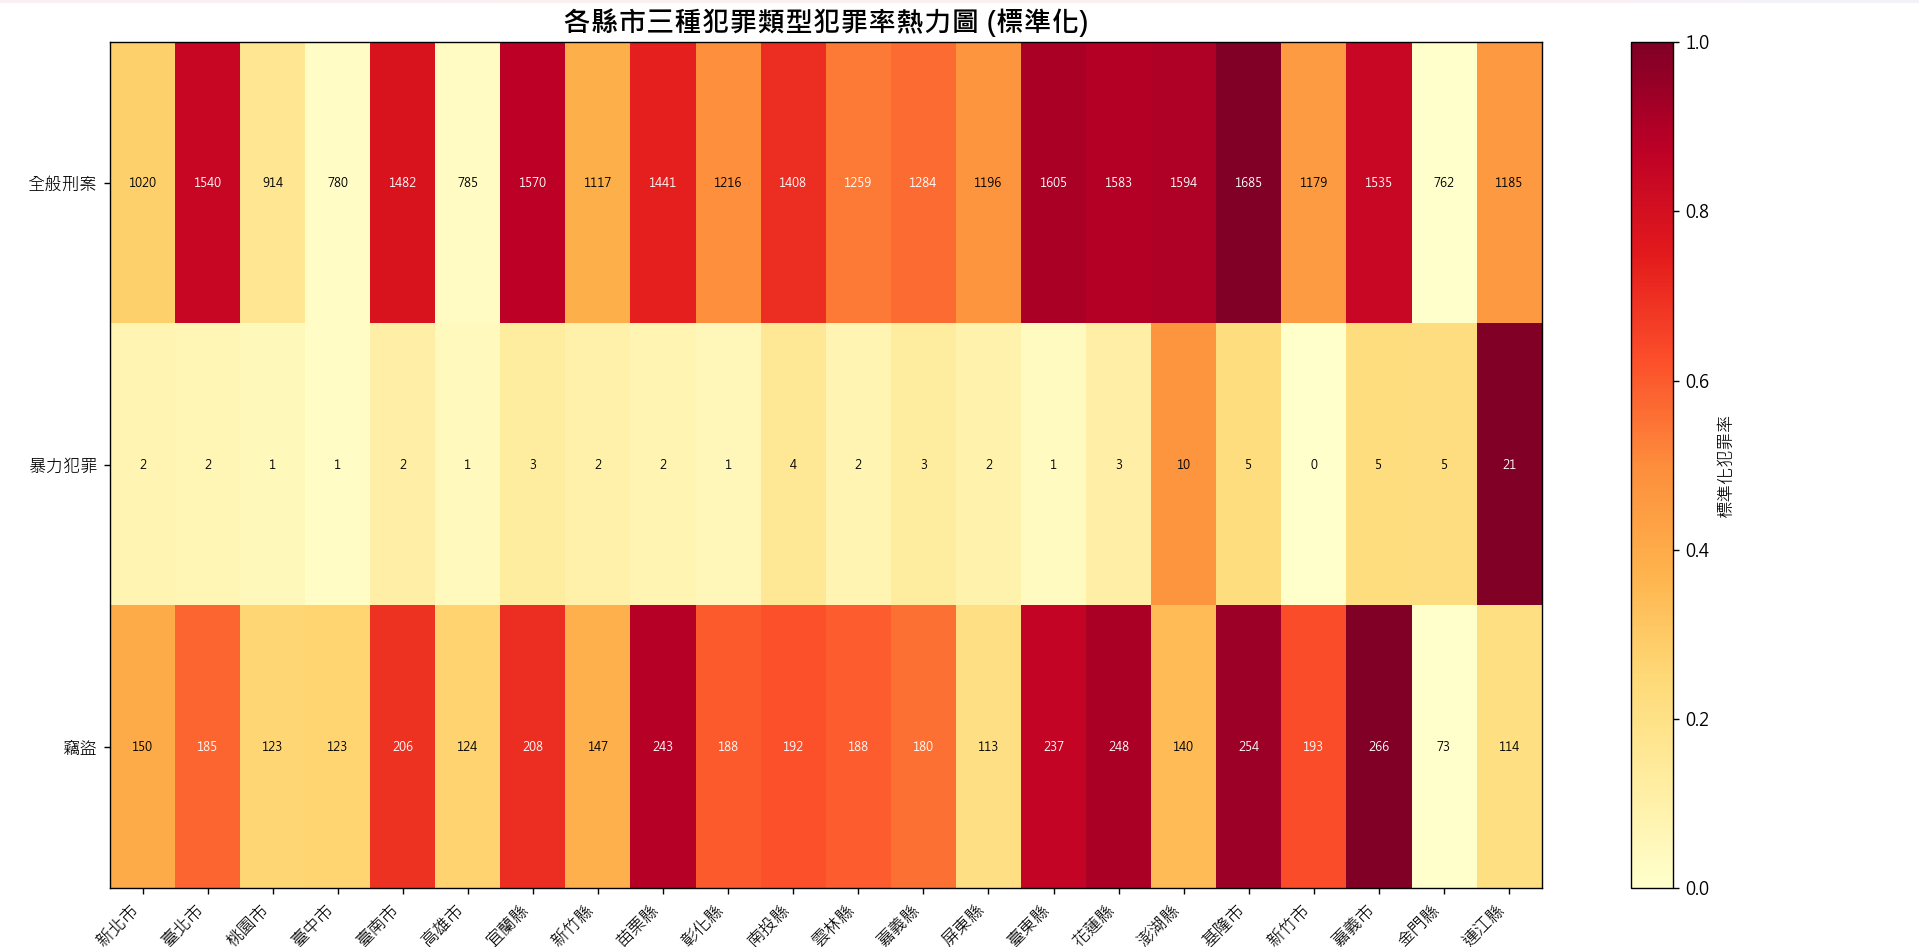 各縣市三種犯罪類型犯罪率熱力圖 (標準化)
全般刑案 1020 1540 914 780 1482 785 1570 1117 1441 1216 1408 1259 1284 1196 1605 1583 1594 1685 1179 1535 762 1185
暴力犯罪 2 2 1 1 2 1 3 2 2 1 4 2 3 2 1 3 10 5 0 5 5 21
竊盜 150 185 123 123 206 124 208 147 243 188 192 188 180 113 237 248 140 254 193 266 73 114
新北市 臺北市 桃園市 臺中市 臺南市 高雄市 宜蘭縣 新竹縣 苗栗縣 彰化縣 南投縣 雲林縣 嘉義縣 屏東縣 臺東縣 花蓮縣 澎湖縣 基隆市 新竹市 嘉義市 金門縣 連江縣
1.0
0.8
0.6
0.4
0.2
0.0
標準化犯罪率